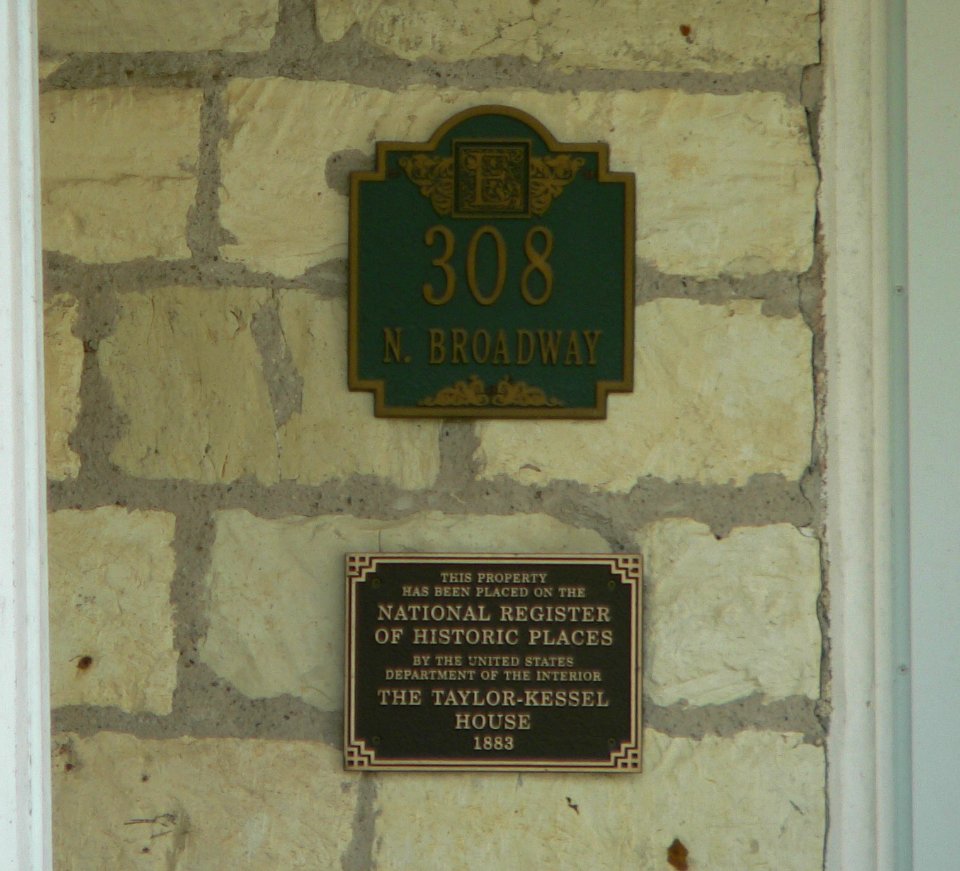 E
308
N. BROADWAY
THIS PROPERTY
HAS BEEN PLACED ON THE
NATIONAL REGISTER
OF HISTORIC PLACES
BY THE UNITED STATES
DEPARTMENT OF THE INTERIOR
THE TAYLOR-KESSEL
HOUSE
1883